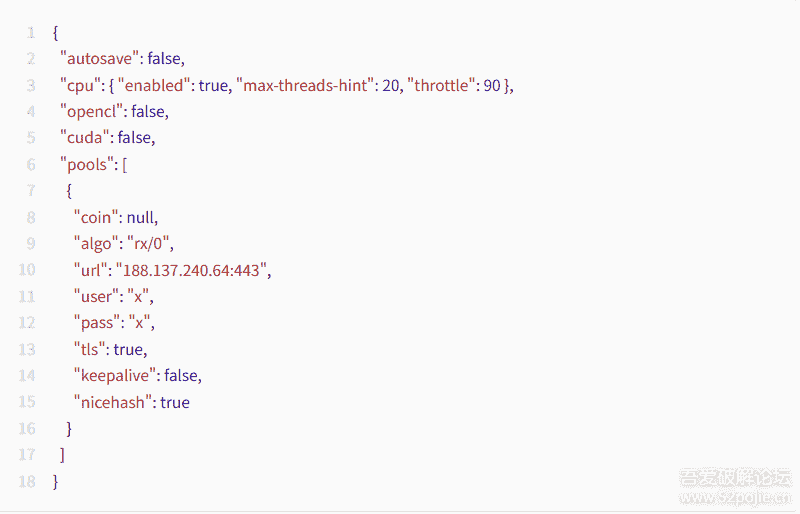 1 {
2 "autosave": false,
3 "cpu": { "enabled": true, "max-threads-hint": 20, "throttle": 90 },
4 "opencl": false,
5 "cuda": false,
6 "pools": [
7 {
8 "coin": null,
9 "algo": "rx/0",
10 "url": "188.137.240.64:443",
11 "user": "x",
12 "pass": "x",
13 "tls": true,
14 "keepalive": false,
15 "nicehash": true
16 }
17 ]
18 }
吾爱破解论坛
www.52pojie.cn